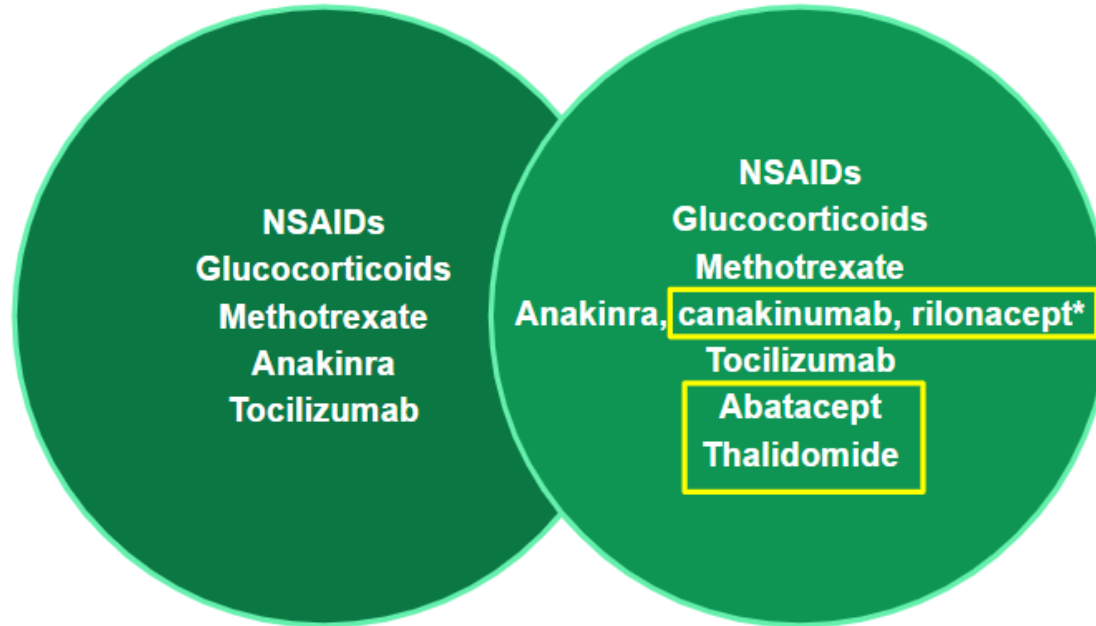 NSAIDs
Glucocorticoids
Methotrexate
Anakinra
Tocilizumab
NSAIDs
Glucocorticoids
Methotrexate
Anakinra, canakinumab, rilonacept*
Tocilizumab
Abatacept
Thalidomide